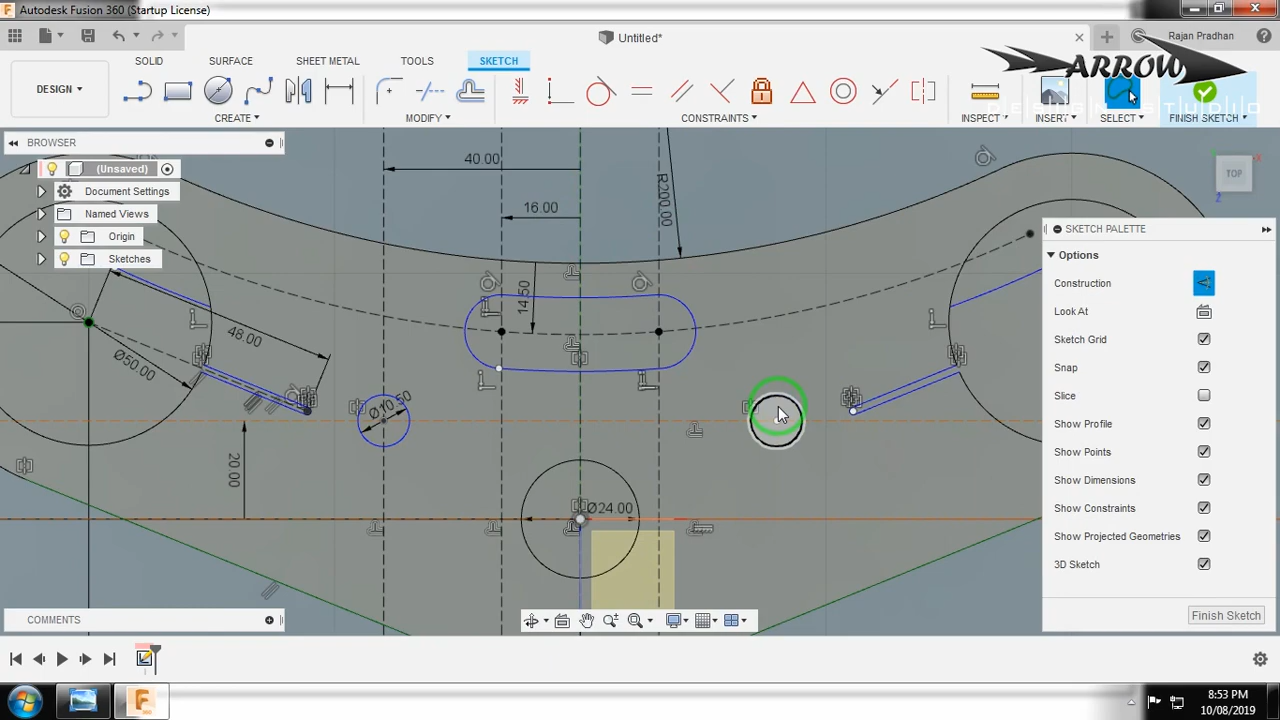 Autodesk Fusion 360 (Startup License)
Untitled*
Rajan Pradhan
ARROW
DESIGN STUDIO
DESIGN
SOLID
SURFACE
SHEET METAL
TOOLS
SKETCH
CREATE
MODIFY
CONSTRAINTS
INSPECT
INSERT
SELECT
FINISH SKETCH
BROWSER
(Unsaved)
Document Settings
Named Views
Origin
Sketches
40.00
16.00
R200.00
14.50
48.00
Ø50.00
Ø10.50
20.00
Ø24.00
TOP
X
Z
SKETCH PALETTE
Options
Construction
Look At
Sketch Grid
Snap
Slice
Show Profile
Show Points
Show Dimensions
Show Constraints
Show Projected Geometries
3D Sketch
Finish Sketch
COMMENTS
8:53 PM
10/08/2019